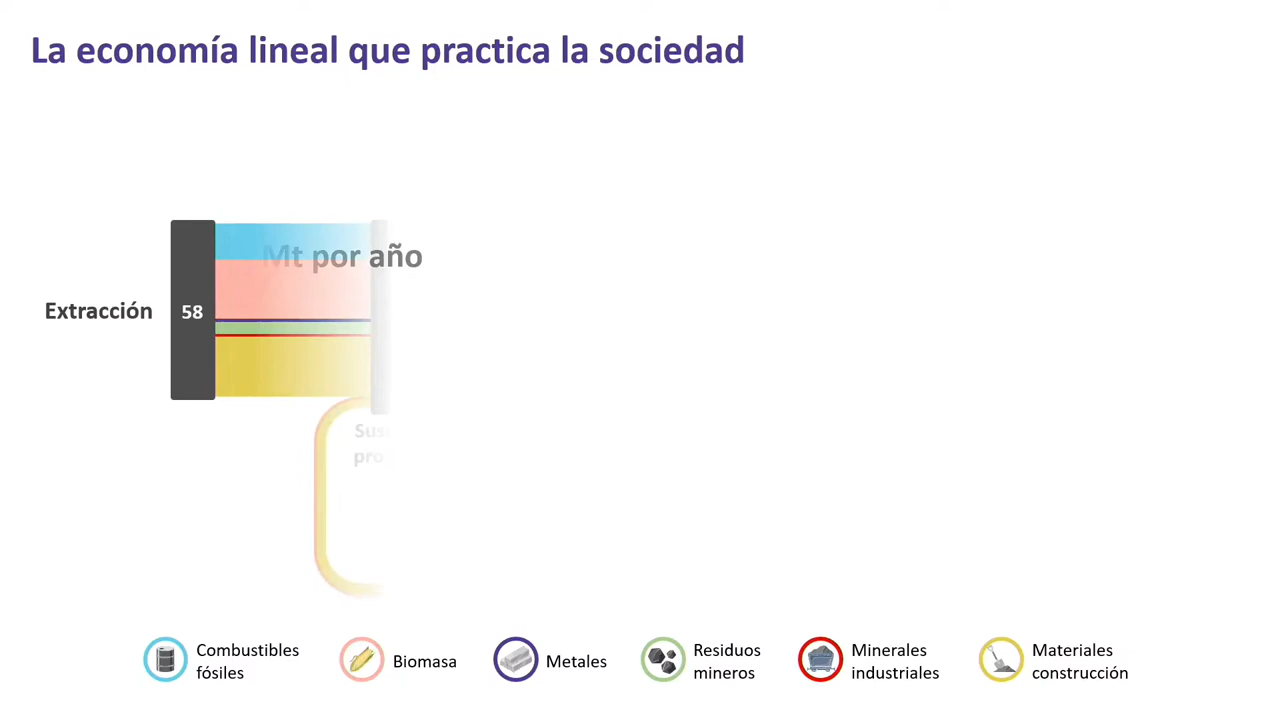 La economía lineal que practica la sociedad
Mt por año
Extracción
58
Combustibles
fósiles
Biomasa
Metales
Residuos
mineros
Minerales
industriales
Materiales
construcción